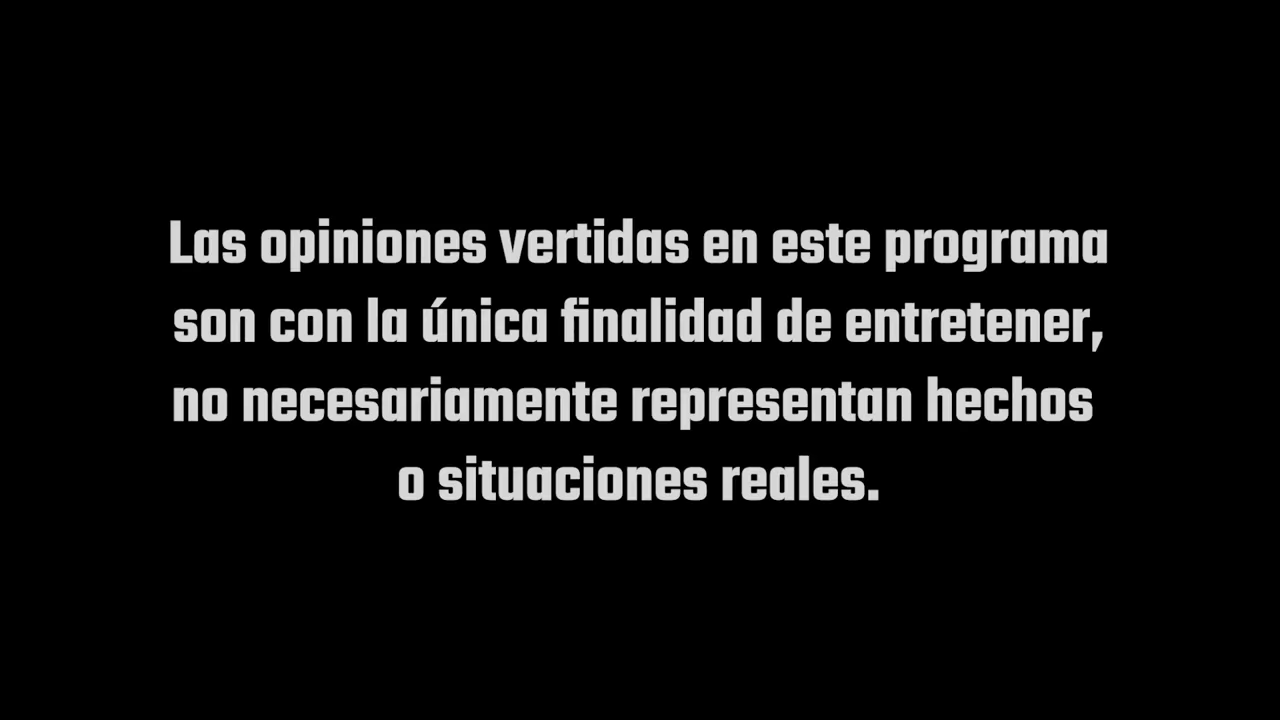 Las opiniones vertidas en este programa
son con la única finalidad de entretener,
no necesariamente representan hechos
o situaciones reales.